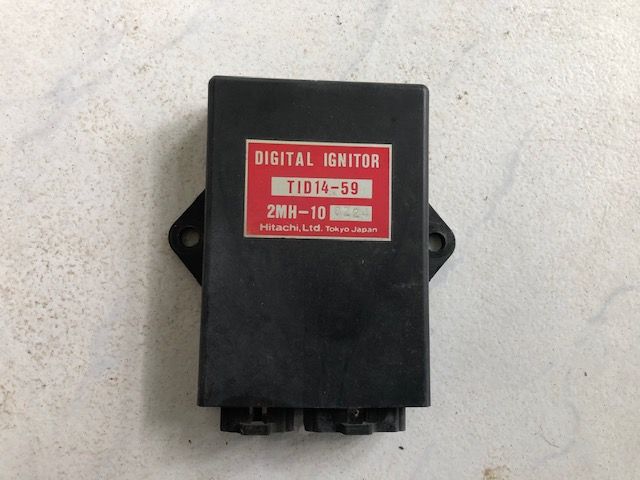 DIGITAL IGNITOR
TID14-59
2MH-10
Hitachi, Ltd. Tokyo Japan